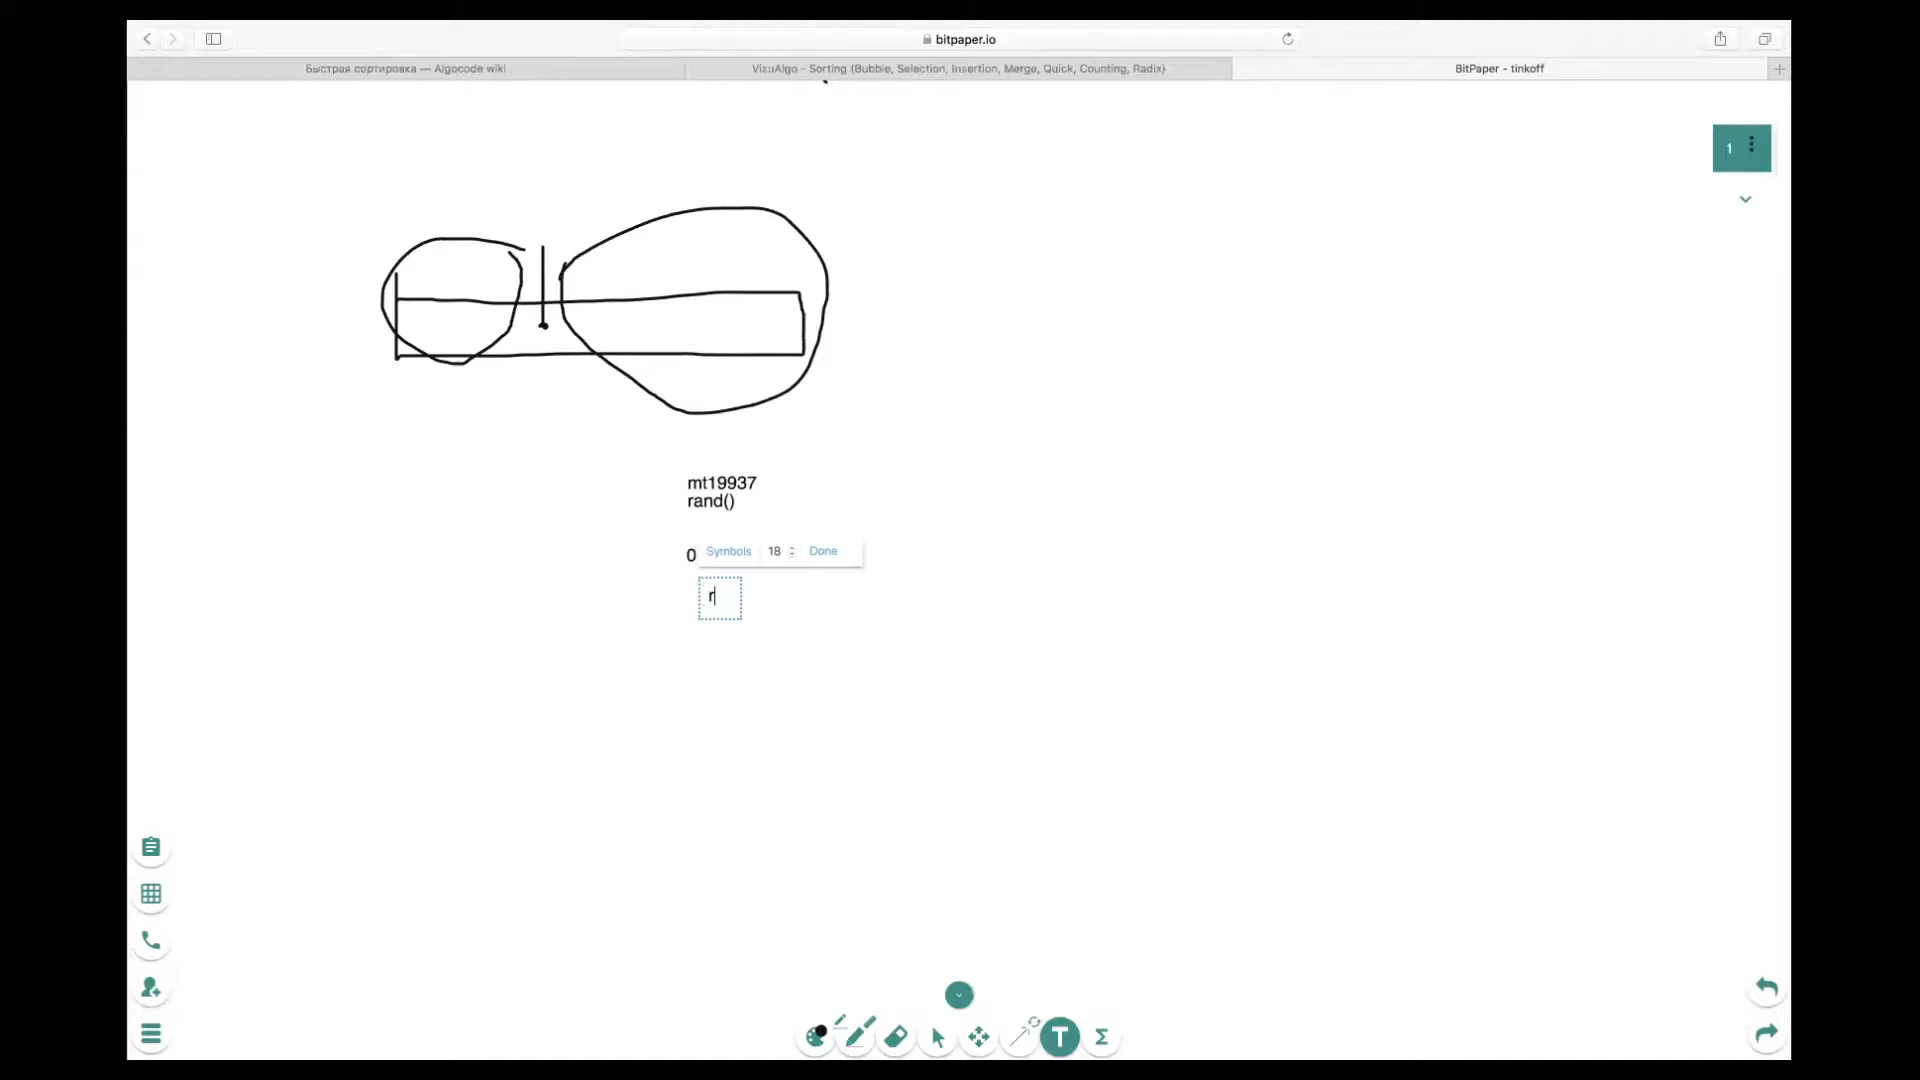 bitpaper.io
Быстрая сортировка — Algocode wiki
VisuAlgo - Sorting (Bubble, Selection, Insertion, Merge, Quick, Counting, Radix)
BitPaper - tinkoff
1
mt19937
rand()
0
Symbols
18
Done
r
T
Σ